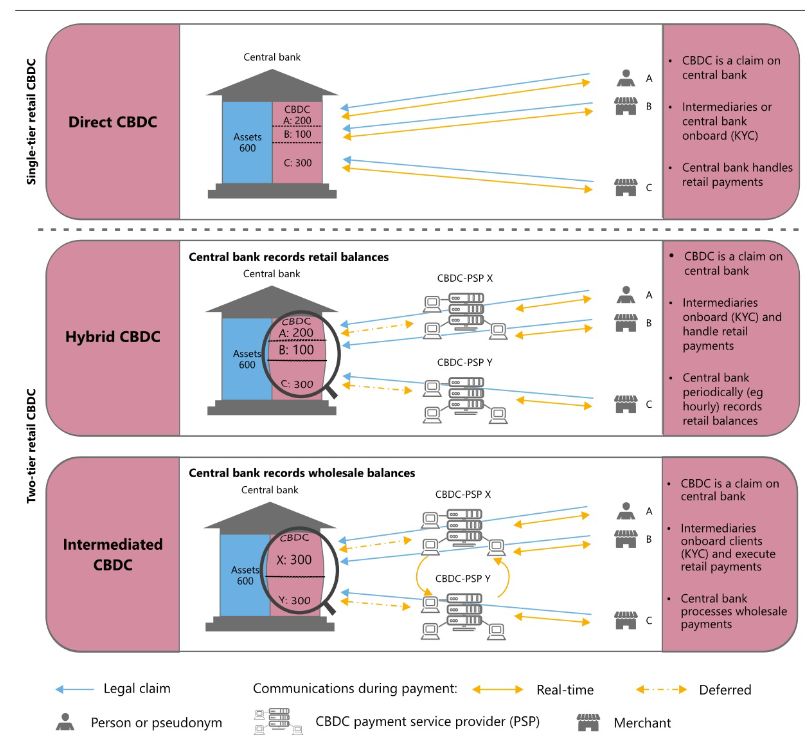 Single-tier retail CBDC
Direct CBDC
Central bank
Assets
600
CBDC
A: 200
B: 100
C: 300
A
B
C
• CBDC is a claim on
central bank
• Intermediaries or
central bank
onboard (KYC)
• Central bank handles
retail payments
Two-tier retail CBDC
Hybrid CBDC
Central bank records retail balances
Central bank
Assets
600
CBDC
A: 200
B: 100
C: 300
CBDC-PSP X
CBDC-PSP Y
A
B
C
• CBDC is a claim on
central bank
• Intermediaries
onboard (KYC) and
handle retail
payments
• Central bank
periodically (eg
hourly) records
retail balances
Intermediated
CBDC
Central bank records wholesale balances
Central bank
Assets
600
CBDC
X: 300
Y: 300
CBDC-PSP X
CBDC-PSP Y
A
B
C
• CBDC is a claim on
central bank
• Intermediaries
onboard clients
(KYC) and execute
retail payments
• Central bank
processes wholesale
payments
Legal claim
Communications during payment:
Real-time
Deferred
Person or pseudonym
CBDC payment service provider (PSP)
Merchant